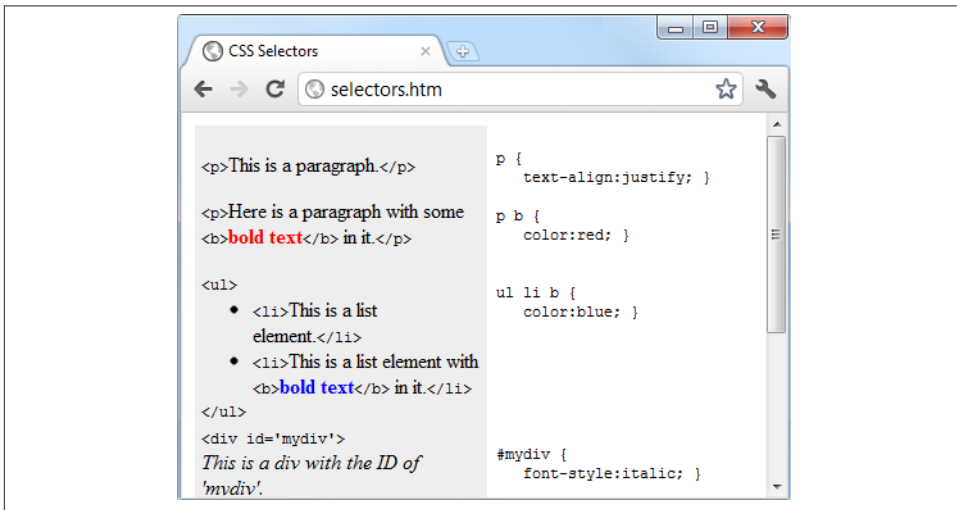 CSS Selectors
selectors.htm
<p>This is a paragraph.</p>
<p>Here is a paragraph with some
<b>bold text</b> in it.</p>
<ul>
• <li>This is a list
element.</li>
• <li>This is a list element with
<b>bold text</b> in it.</li>
</ul>
<div id='mydiv'>
This is a div with the ID of
'mydiv'.
p {
text-align:justify; }
p b {
color:red; }
ul li b {
color:blue; }
#mydiv {
font-style:italic; }